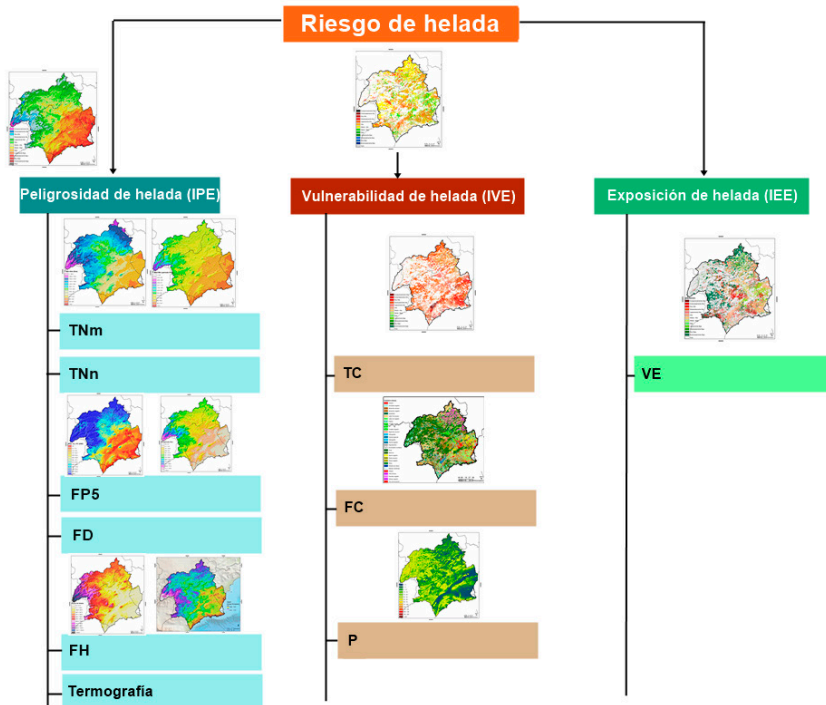 Riesgo de helada
Peligrosidad de helada (IPE)
Vulnerabilidad de helada (IVE)
Exposición de helada (IEE)
TNm
TNn
FP5
FD
FH
Termografía
TC
FC
P
VE